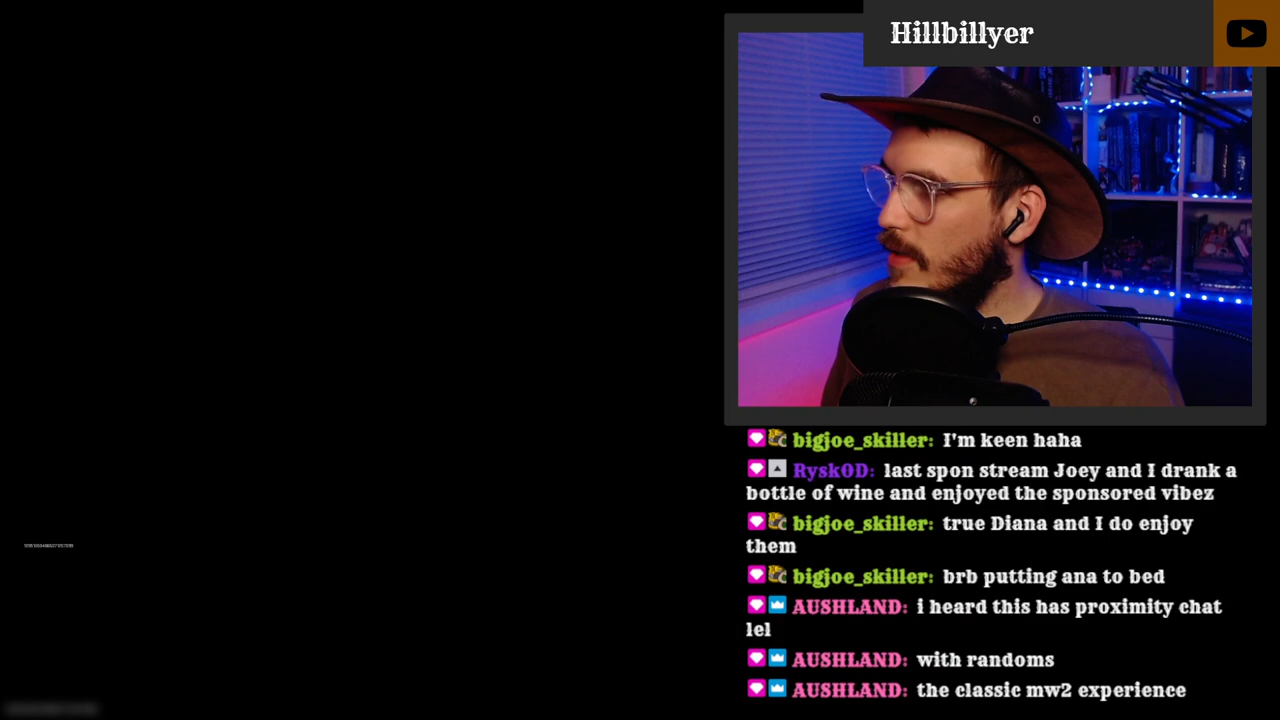 Hillbillyer
bigjoe_skiller: I'm keen haha
RyskOD: last spon stream Joey and I drank a
bottle of wine and enjoyed the sponsored vibez
bigjoe_skiller: true Diana and I do enjoy
them
bigjoe_skiller: brb putting ana to bed
AUSHLAND: i heard this has proximity chat
lel
AUSHLAND: with randoms
AUSHLAND: the classic mw2 experience